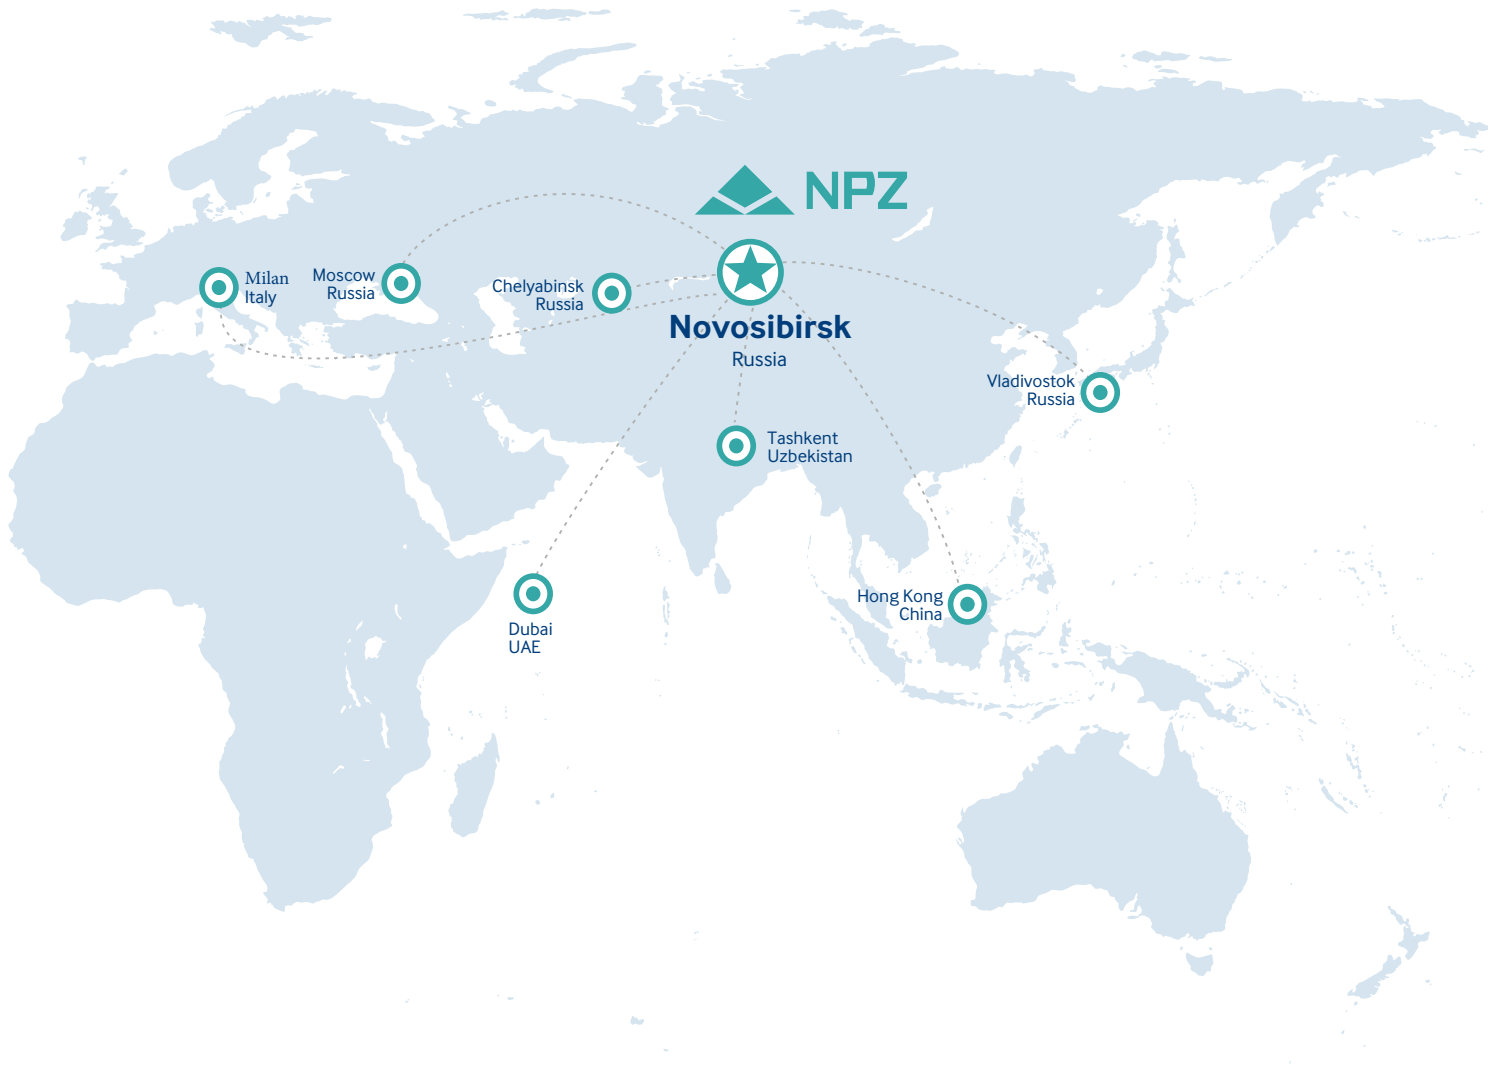 NPZ
Milan
Italy
Moscow
Russia
Chelyabinsk
Russia
Novosibirsk
Russia
Vladivostok
Russia
Tashkent
Uzbekistan
Hong Kong
China
Dubai
UAE